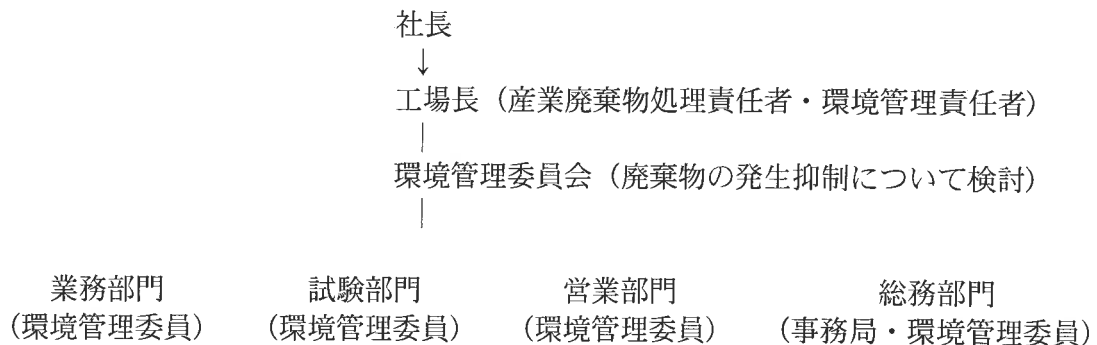 社長
↓
工場長（産業廃棄物処理責任者・環境管理責任者）
環境管理委員会（廃棄物の発生抑制について検討）
業務部門 試験部門 営業部門 総務部門
（環境管理委員） （環境管理委員） （環境管理委員） （事務局・環境管理委員）